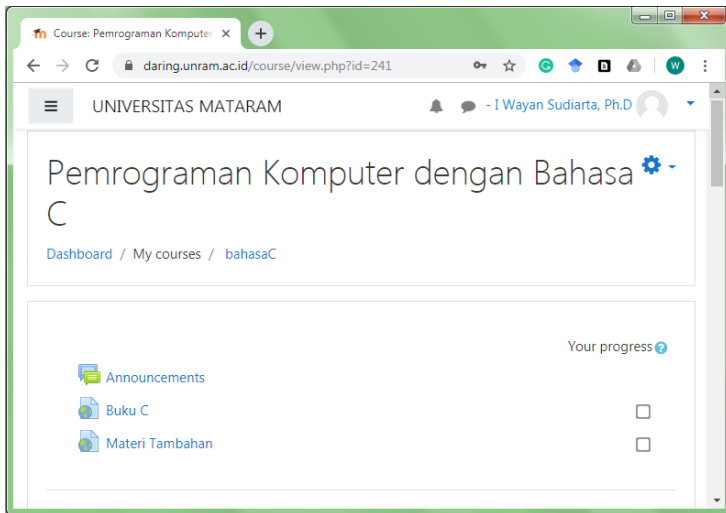 Course: Pemrograman Komputer
daring.unram.ac.id/course/view.php?id=241
UNIVERSITAS MATARAM
- I Wayan Sudiarta, Ph.D
Pemrograman Komputer dengan Bahasa
C
Dashboard / My courses / bahasaC
Your progress
Announcements
Buku C
Materi Tambahan